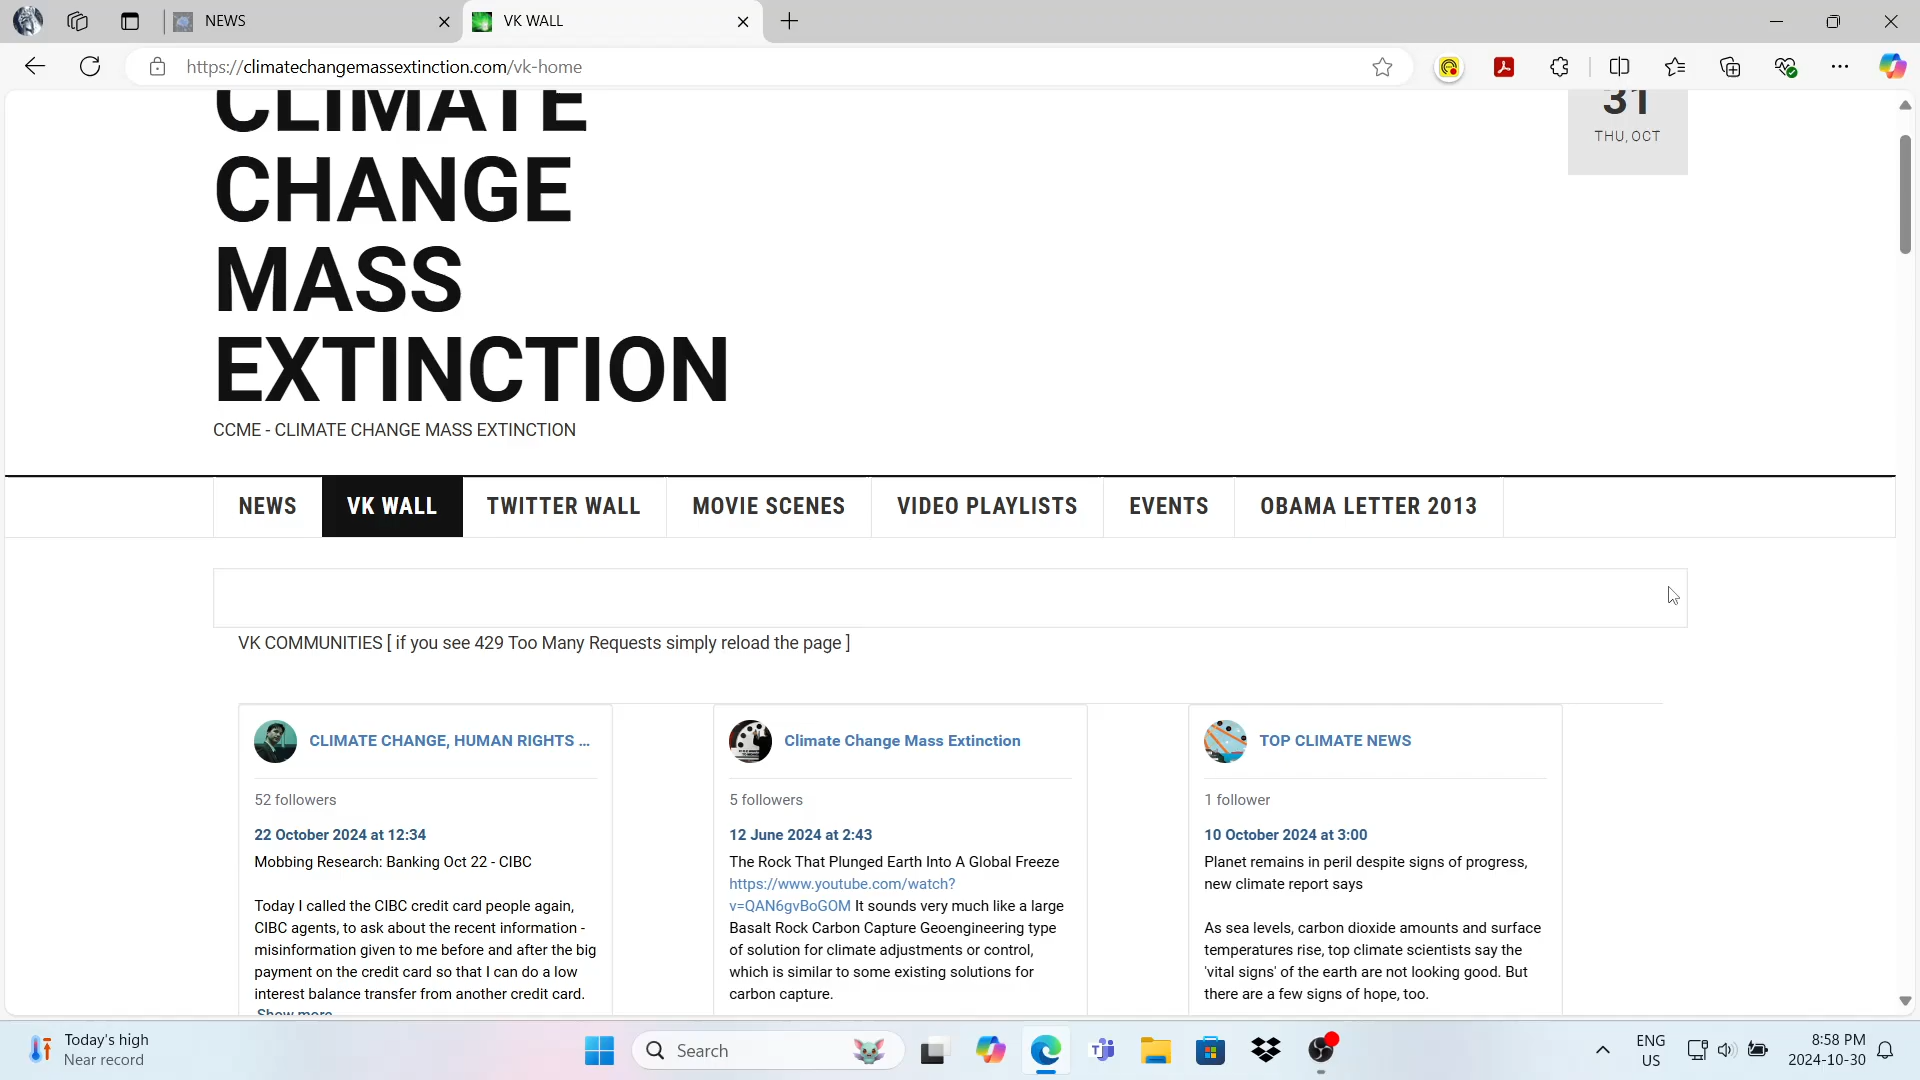 NEWS
VK WALL
https://climatechangemassextinction.com/vk-home
CLIMATE
CHANGE
MASS
EXTINCTION
31
THU, OCT
CCME - CLIMATE CHANGE MASS EXTINCTION
NEWS
VK WALL
TWITTER WALL
MOVIE SCENES
VIDEO PLAYLISTS
EVENTS
OBAMA LETTER 2013
VK COMMUNITIES [ if you see 429 Too Many Requests simply reload the page ]
CLIMATE CHANGE, HUMAN RIGHTS ...
52 followers
22 October 2024 at 12:34
Mobbing Research: Banking Oct 22 - CIBC
Today I called the CIBC credit card people again,
CIBC agents, to ask about the recent information -
misinformation given to me before and after the big
payment on the credit card so that I can do a low
interest balance transfer from another credit card.
Show more
Climate Change Mass Extinction
5 followers
12 June 2024 at 2:43
The Rock That Plunged Earth Into A Global Freeze
https://www.youtube.com/watch?
v=QAN6gvBoGOM It sounds very much like a large
Basalt Rock Carbon Capture Geoengineering type
of solution for climate adjustments or control,
which is similar to some existing solutions for
carbon capture.
TOP CLIMATE NEWS
1 follower
10 October 2024 at 3:00
Planet remains in peril despite signs of progress,
new climate report says
As sea levels, carbon dioxide amounts and surface
temperatures rise, top climate scientists say the
'vital signs' of the earth are not looking good. But
there are a few signs of hope, too.
Today's high
Near record
Search
ENG
US
8:58 PM
2024-10-30